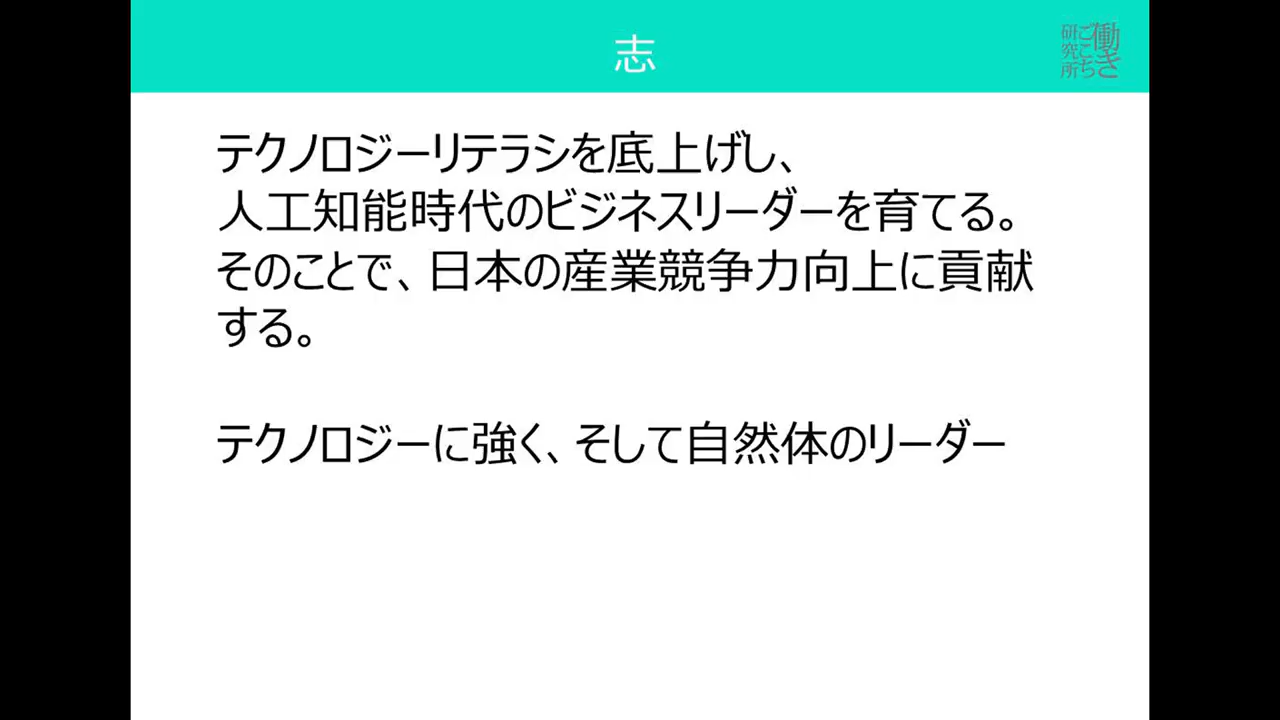 志
働き
ごこち
研究所
テクノロジーリテラシを底上げし、
人工知能時代のビジネスリーダーを育てる。
そのことで、日本の産業競争力向上に貢献
する。
テクノロジーに強く、そして自然体のリーダー